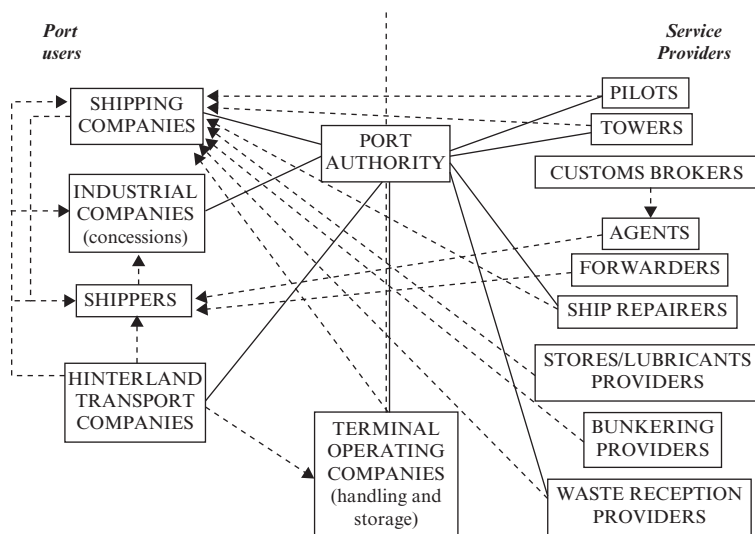 Port
users
Service
Providers
SHIPPING
COMPANIES
PORT
AUTHORITY
PILOTS
TOWERS
CUSTOMS BROKERS
INDUSTRIAL
COMPANIES
(concessions)
AGENTS
FORWARDERS
SHIPPERS
SHIP REPAIRERS
HINTERLAND
TRANSPORT
COMPANIES
STORES/LUBRICANTS
PROVIDERS
TERMINAL
OPERATING
COMPANIES
(handling and
storage)
BUNKERING
PROVIDERS
WASTE RECEPTION
PROVIDERS